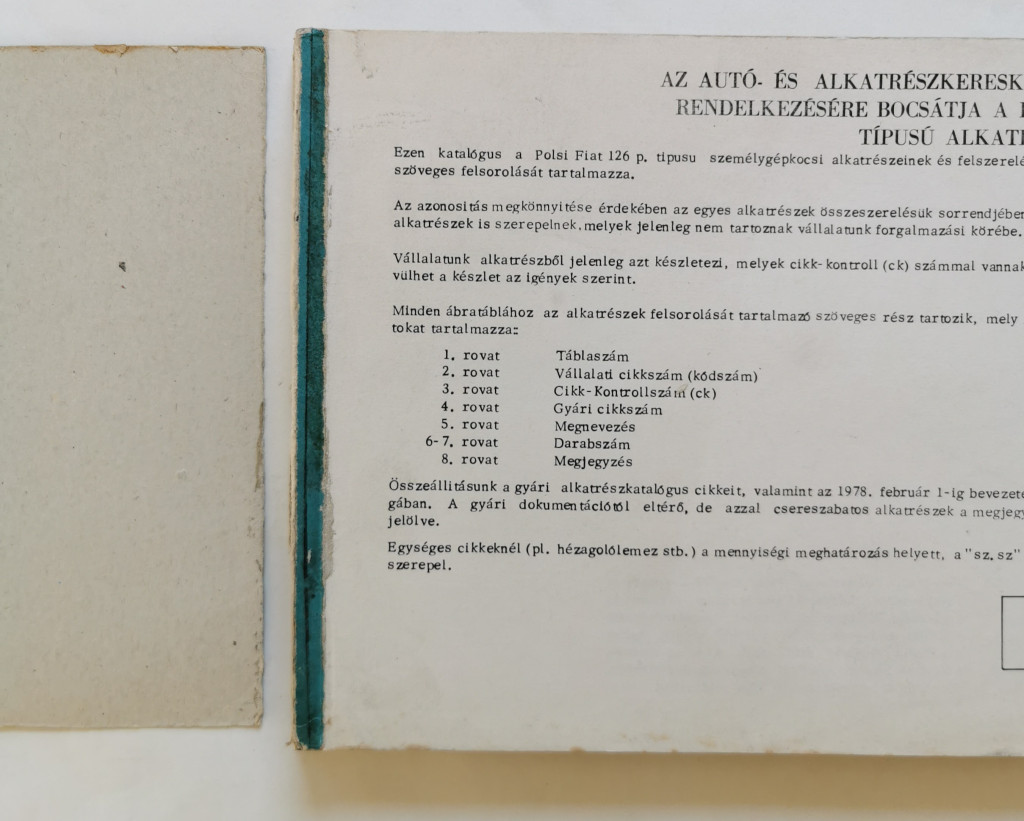 AZ AUTÓ- ÉS ALKATRÉSZKERESK
RENDELKEZÉSÉRE BOCSÁTJA A
TÍPUSÚ ALKAT
Ezen katalógus a Polsi Fiat 126 p. tipusu személygépkocsi alkatrészeinek és felszerelé
szöveges felsorolását tartalmazza.
Az azonositás megkönnyitése érdekében az egyes alkatrészek összeszerelésük sorrendjében
alkatrészek is szerepelnek, melyek jelenleg nem tartoznak vállalatunk forgalmazási körébe.
Vállalatunk alkatrészből jelenleg azt készletezi, melyek cikk-kontroll (ck) számmal vannak
vülhet a készlet az igények szerint.
Minden ábratáblához az alkatrészek felsorolását tartalmazó szöveges rész tartozik, mely
tokat tartalmazza::
1. rovat Táblaszám
2. rovat Vállalati cikkszám (kódszám)
3. rovat Cikk-Kontrollszám (ck)
4. rovat Gyári cikkszám
5. rovat Megnevezés
6-7. rovat Darabszám
8. rovat Megjegyzés
Összeállitásunk a gyári alkatrészkatalógus cikkeit, valamint az 1978. február 1-ig bevezete
gában. A gyári dokumentációtól eltérő, de azzal csereszabatos alkatrészek a megjegy
jelölve.
Egységes cikkeknél (pl. hézagolólemez stb.) a mennyiségi meghatározás helyett, a "sz.sz"
szerepel.